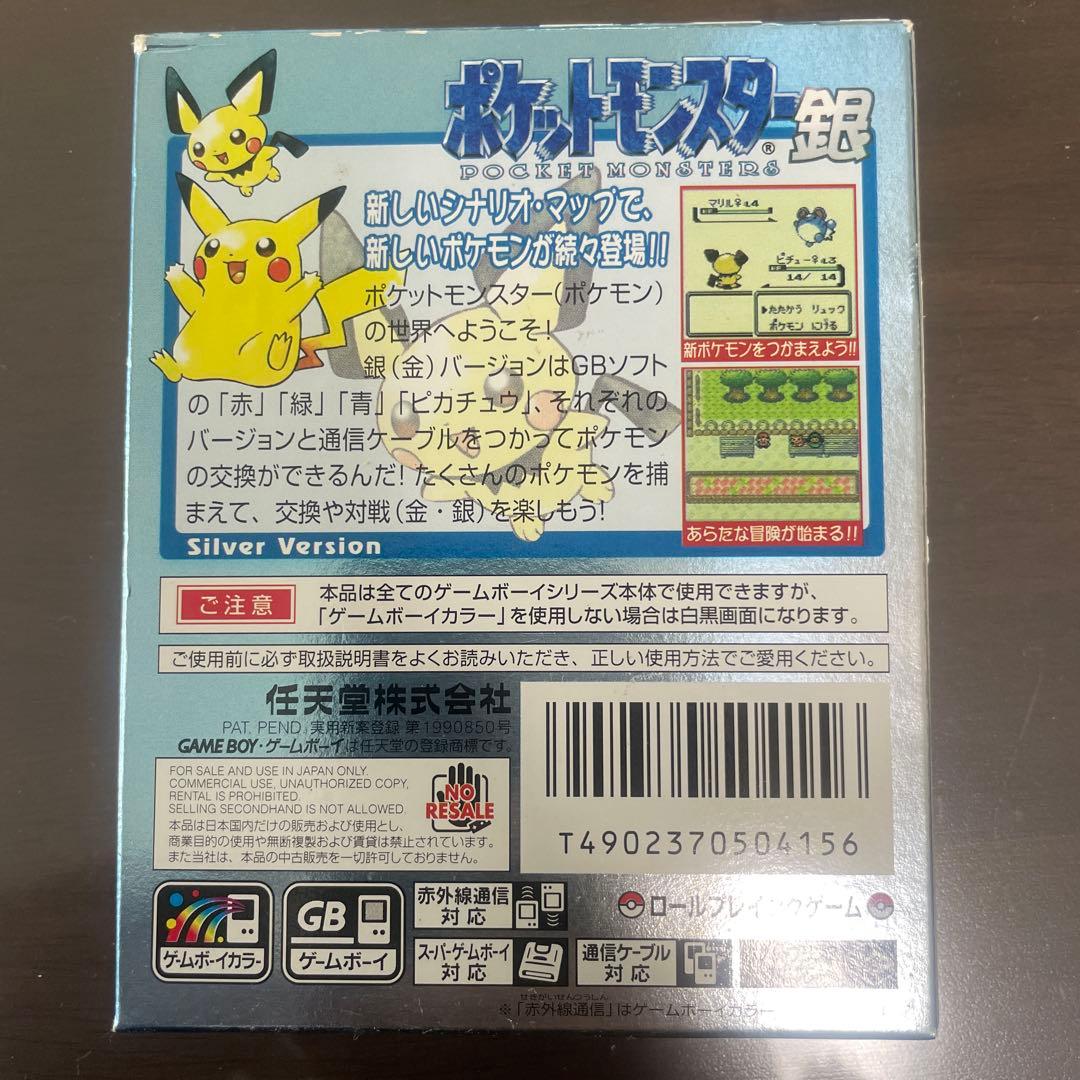 ポケットモンスター銀
POCKET MONSTERS®
新しいシナリオ・マップで、
新しいポケモンが続々登場!!
ポケットモンスター(ポケモン)
の世界へようこそ!
銀(金)バージョンはGBソフト
の「赤」「緑」「青」「ピカチュウ」、それぞれの
バージョンと通信ケーブルをつかってポケモン
の交換ができるんだ! たくさんのポケモンを捕
まえて、交換や対戦(金・銀)を楽しもう!
Silver Version
マリル♀ :L4
HP
ピチュー♀ :L3
HP
14/ 14
▶たたかう リュック
ポケモン にげる
新ポケモンをつかまえよう!!
あらたな冒険が始まる!!
ご注意
本品は全てのゲームボーイシリーズ本体で使用できますが、
「ゲームボーイカラー」を使用しない場合は白黒画面になります。
ご使用前に必ず取扱説明書をよくお読みいただき、正しい使用方法でご愛用ください。
任天堂株式会社
PAT. PEND. 実用新案登録 第1990850号
GAME BOY・ゲームボーイは任天堂の登録商標です。
FOR SALE AND USE IN JAPAN ONLY.
COMMERCIAL USE, UNAUTHORIZED COPY,
RENTAL IS PROHIBITED.
SELLING SECONDHAND IS NOT ALLOWED.
本品は日本国内だけの販売および使用とし、
商業目的の使用や無断複製および賃貸は禁止されています。
また当社は、本品の中古販売を一切許可しておりません。
NO
RESALE
T4902370504156
ゲームボーイカラー
GB
ゲームボーイ
赤外線通信
対応
スーパーゲームボーイ
対応
通信ケーブル
対応
ロールプレイングゲーム
せきがいせんつうしん
※「赤外線通信」はゲームボーイカラー